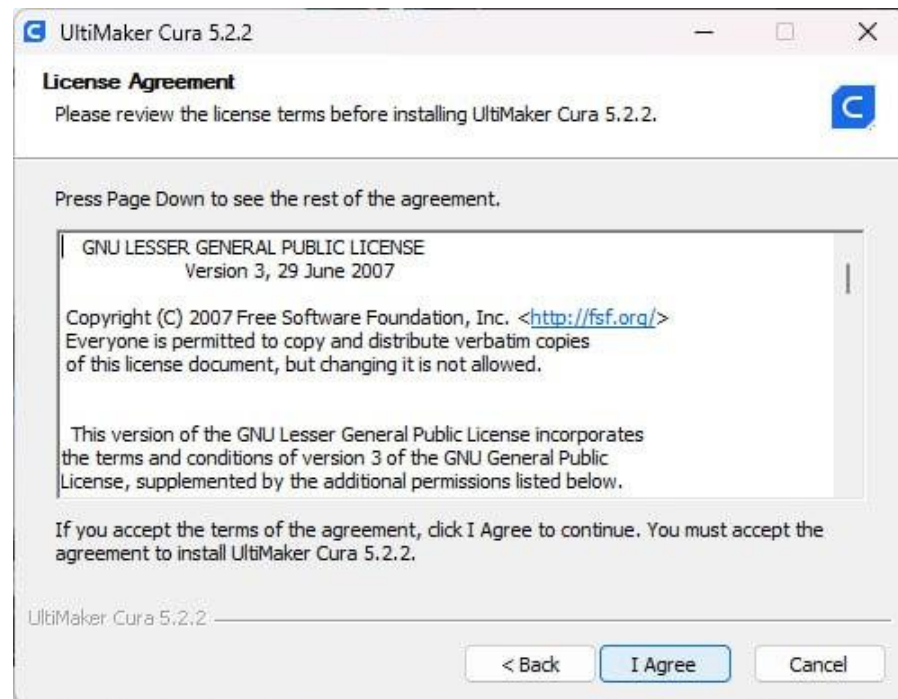 UltiMaker Cura 5.2.2
License Agreement
Please review the license terms before installing UltiMaker Cura 5.2.2.
Press Page Down to see the rest of the agreement.
GNU LESSER GENERAL PUBLIC LICENSE
Version 3, 29 June 2007
Copyright (C) 2007 Free Software Foundation, Inc. <http://fsf.org/>
Everyone is permitted to copy and distribute verbatim copies
of this license document, but changing it is not allowed.
This version of the GNU Lesser General Public License incorporates
the terms and conditions of version 3 of the GNU General Public
License, supplemented by the additional permissions listed below.
If you accept the terms of the agreement, click I Agree to continue. You must accept the
agreement to install UltiMaker Cura 5.2.2.
UltiMaker Cura 5.2.2
< Back I Agree Cancel